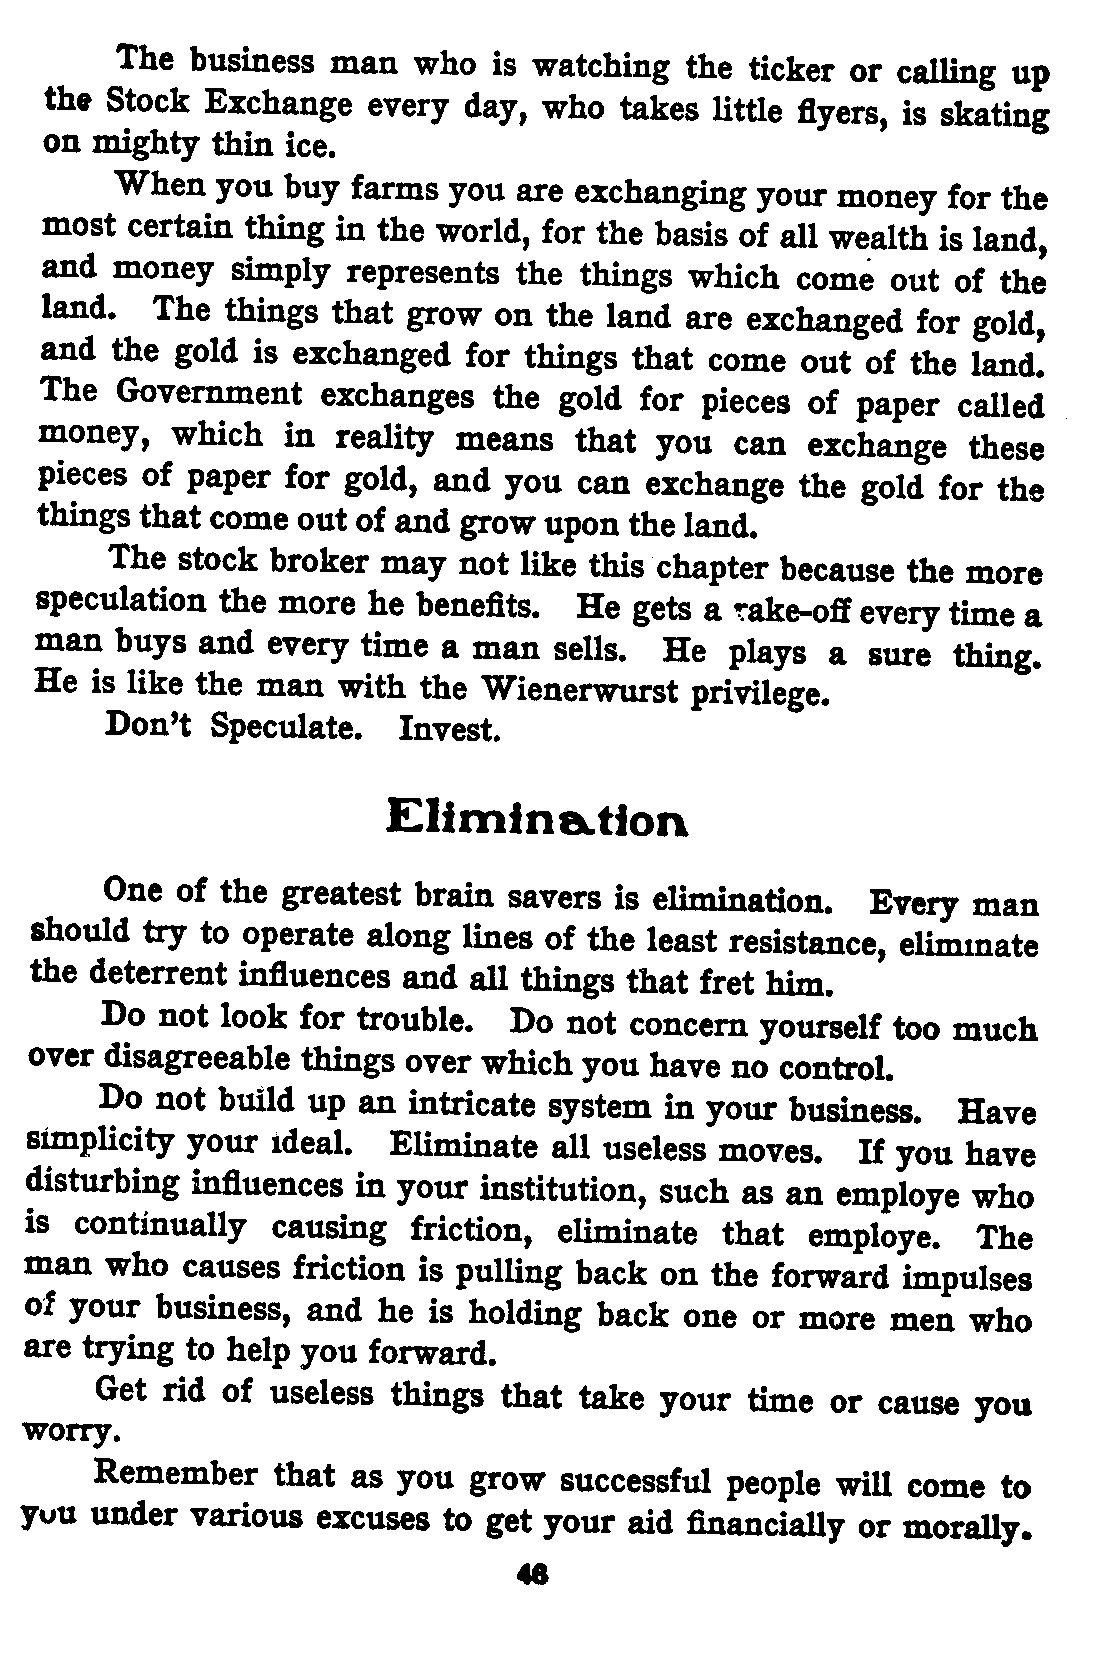 The business man who is watching the ticker or calling up
the Stock Exchange every day, who takes little flyers, is skating
on mighty thin ice.
When you buy farms you are exchanging your money for the
most certain thing in the world, for the basis of all wealth is land,
and money simply represents the things which come out of the
land. The things that grow on the land are exchanged for gold,
and the gold is exchanged for things that come out of the land.
The Government exchanges the gold for pieces of paper called
money, which in reality means that you can exchange these
pieces of paper for gold, and you can exchange the gold for the
things that come out of and grow upon the land.
The stock broker may not like this chapter because the more
speculation the more he benefits. He gets a rake-off every time a
man buys and every time a man sells. He plays a sure thing.
He is like the man with the Wienerwurst privilege.
Don't Speculate. Invest.
Elimination
One of the greatest brain savers is elimination. Every man
should try to operate along lines of the least resistance, eliminate
the deterrent influences and all things that fret him.
Do not look for trouble. Do not concern yourself too much
over disagreeable things over which you have no control.
Do not build up an intricate system in your business. Have
simplicity your ideal. Eliminate all useless moves. If you have
disturbing influences in your institution, such as an employe who
is continually causing friction, eliminate that employe. The
man who causes friction is pulling back on the forward impulses
of your business, and he is holding back one or more men who
are trying to help you forward.
Get rid of useless things that take your time or cause you
worry.
Remember that as you grow successful people will come to
you under various excuses to get your aid financially or morally.
46